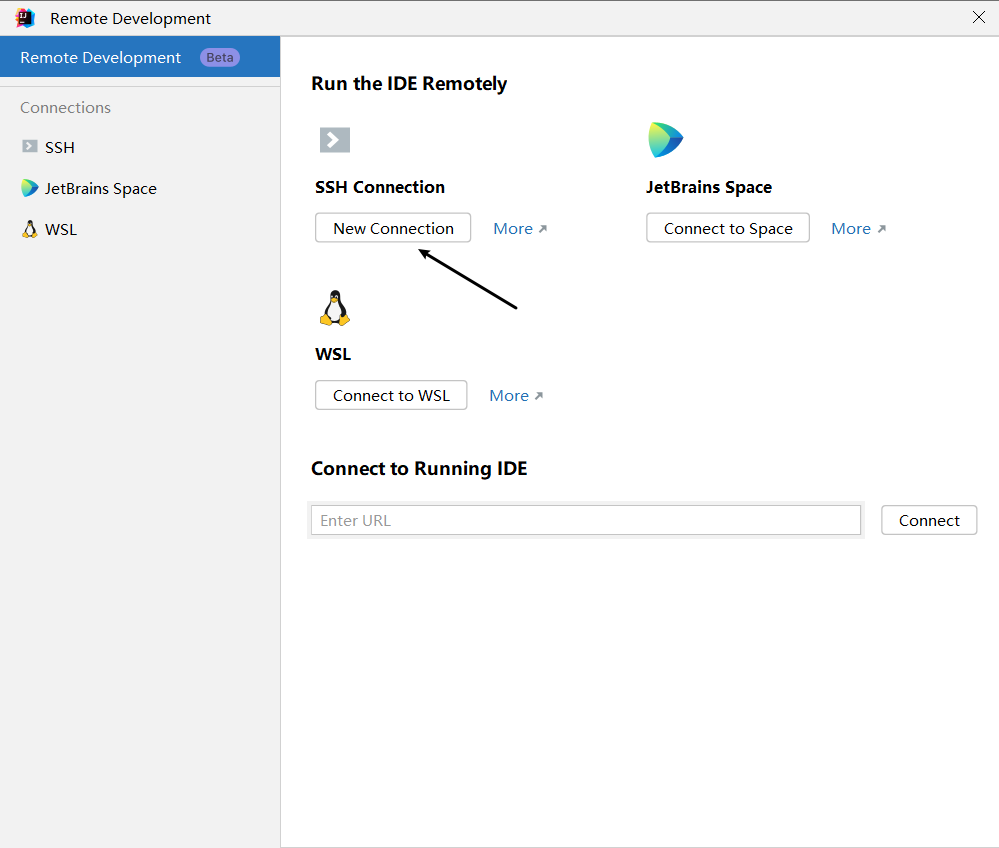 Remote Development
Remote Development Beta
Connections
SSH
JetBrains Space
WSL
Run the IDE Remotely
SSH Connection
New Connection More
JetBrains Space
Connect to Space More
WSL
Connect to WSL More
Connect to Running IDE
Enter URL Connect